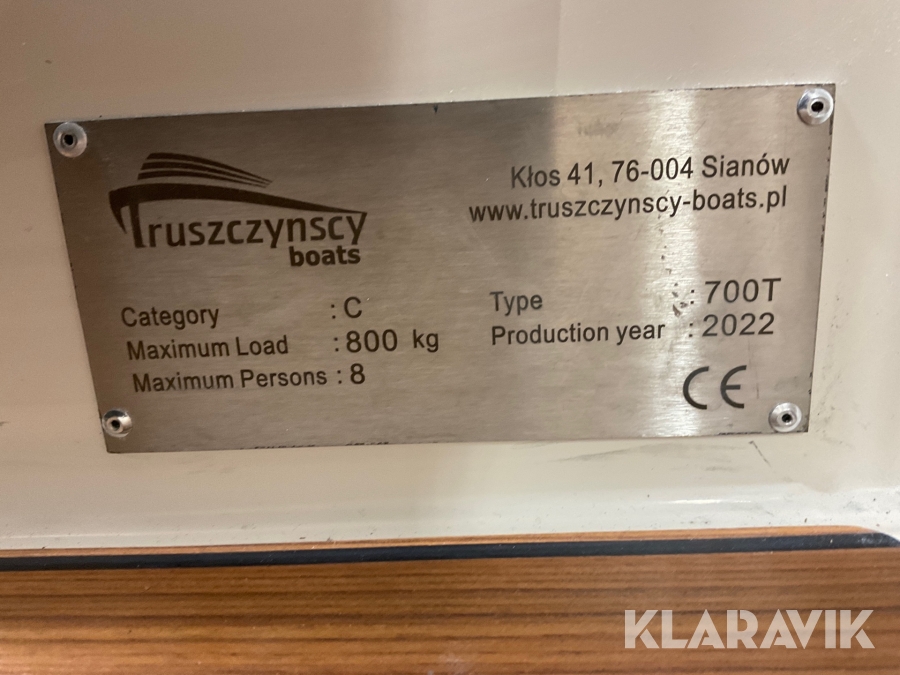 Truszczynscy
boats
Kłos 41, 76-004 Sianów
www.truszczynscy-boats.pl
Category : C
Maximum Load : 800 kg
Maximum Persons : 8
Type : 700T
Production year : 2022
CE
KLARAVIK